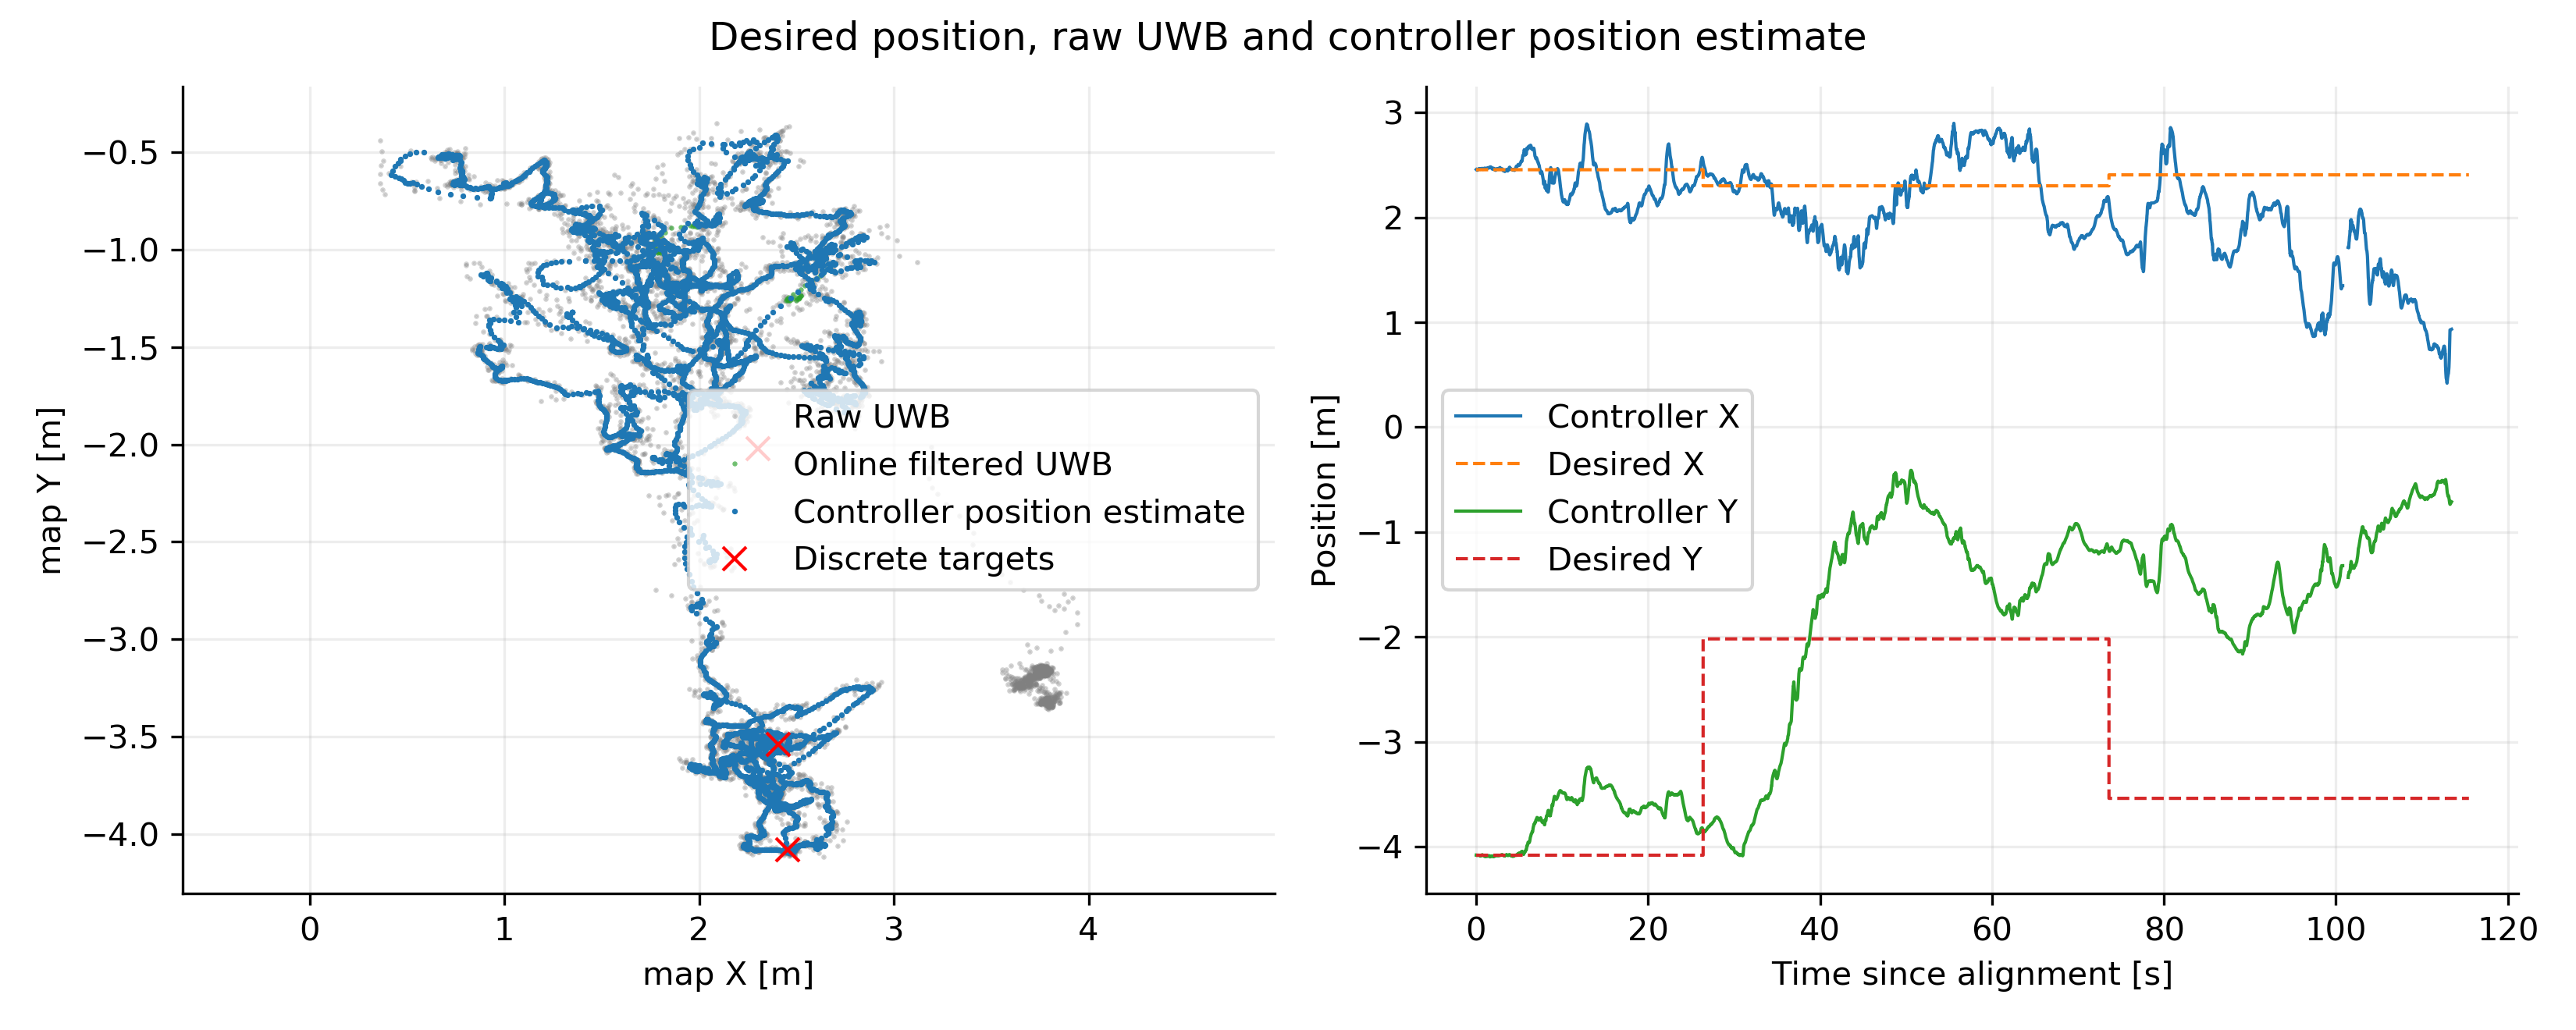 Desired position, raw UWB and controller position estimate
−0.5
−1.0
−1.5
−2.0
−2.5
−3.0
−3.5
−4.0
map Y [m]
Raw UWB
Online filtered UWB
Controller position estimate
Discrete targets
0 1 2 3 4
map X [m]
3
2
1
0
−1
−2
−3
−4
Position [m]
Controller X
Desired X
Controller Y
Desired Y
0 20 40 60 80 100 120
Time since alignment [s]